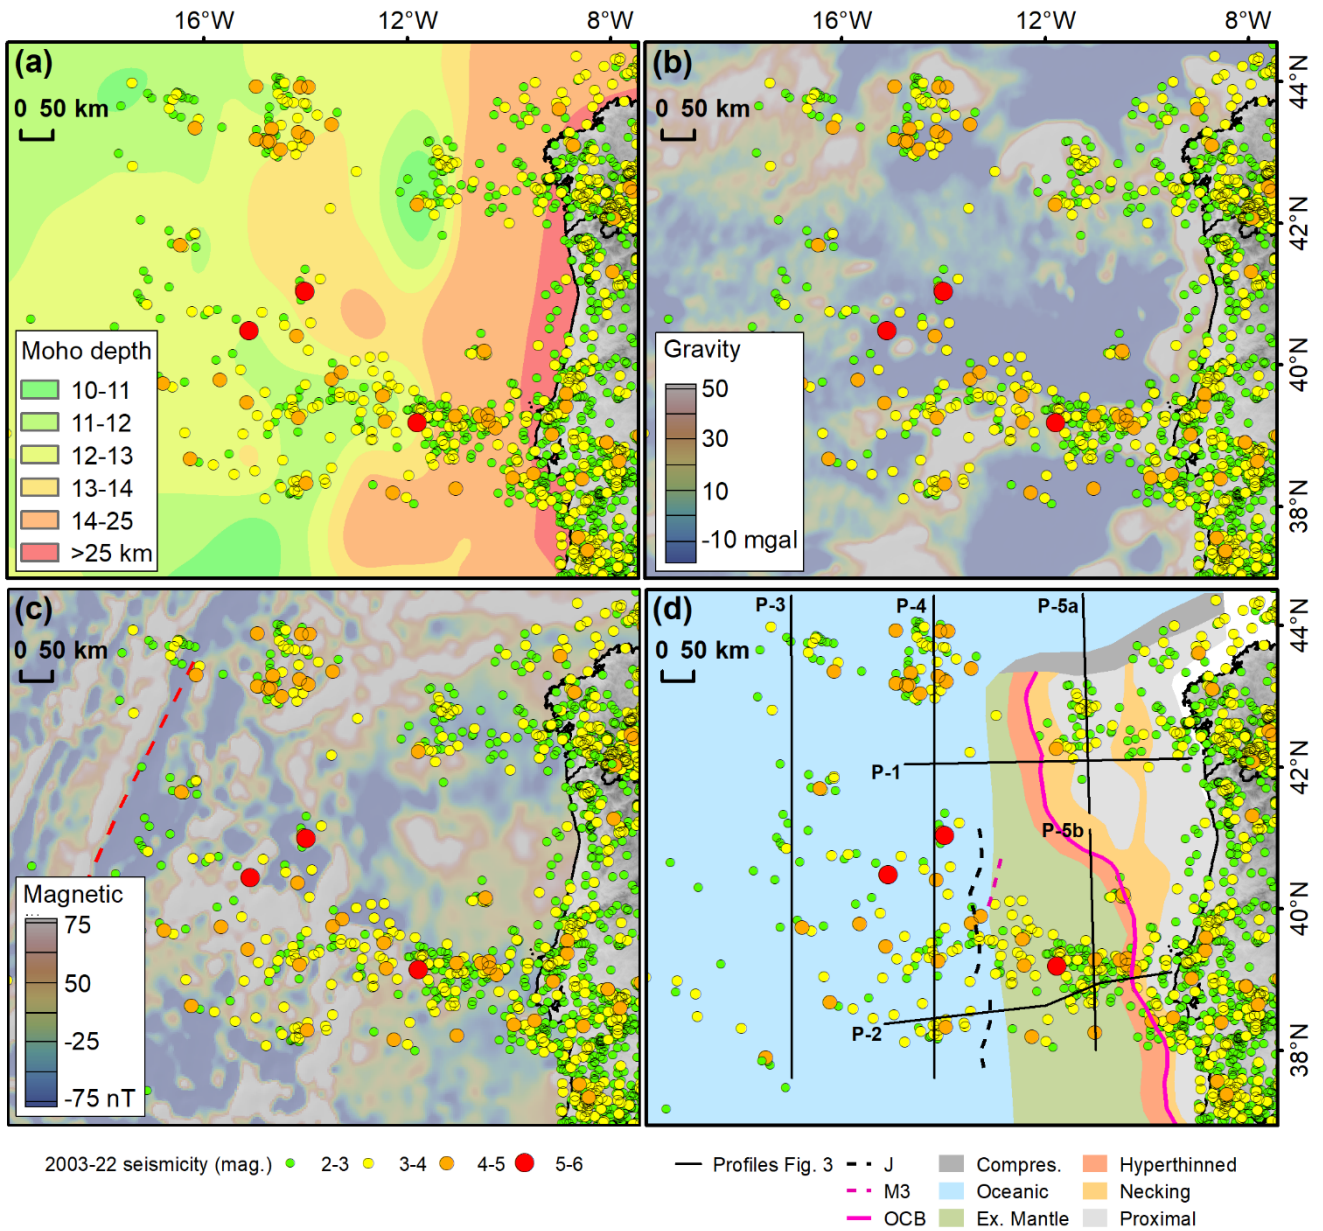 16°W 12°W 8°W 16°W 12°W 8°W
(a)
0 50 km
Moho depth
10-11
11-12
12-13
13-14
14-25
>25 km
(b)
0 50 km
Gravity
50
30
10
-10 mgal
44°N
42°N
40°N
38°N
(c)
0 50 km
Magnetic
75
50
-25
-75 nT
(d)
0 50 km
P-3
P-4
P-5a
P-1
P-5b
P-2
44°N
42°N
40°N
38°N
2003-22 seismicity (mag.) 2-3 3-4 4-5 5-6
Profiles Fig. 3 J Compres. Hyperthinned
M3 Oceanic Necking
OCB Ex. Mantle Proximal